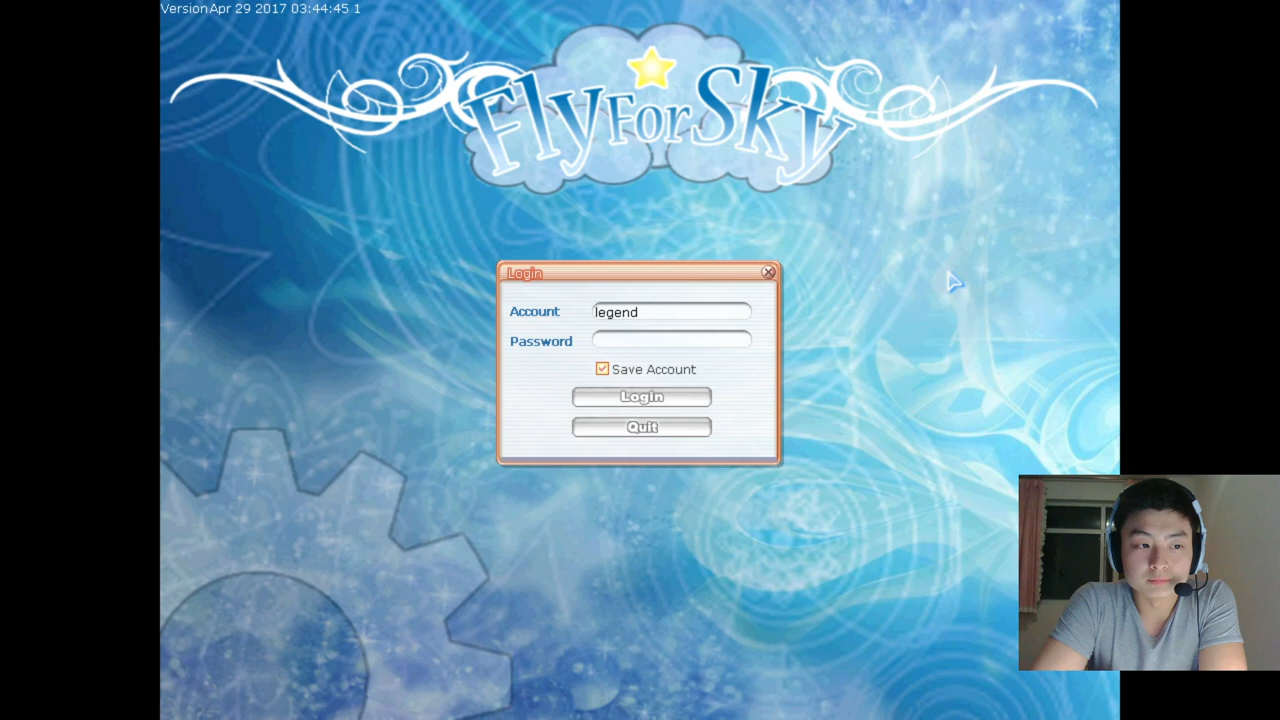 VersionApr 29 2017 03:44:45 1
FlyForSky
Login
Account
legend
Password
Save Account
Login
Quit